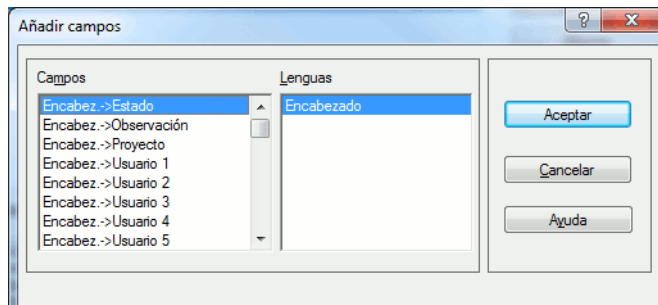 Añadir campos
Campos
Lenguas
Encabez.->Estado
Encabez.->Observación
Encabez.->Proyecto
Encabez.->Usuario 1
Encabez.->Usuario 2
Encabez.->Usuario 3
Encabez.->Usuario 4
Encabez.->Usuario 5
Encabezado
Aceptar
Cancelar
Ayuda